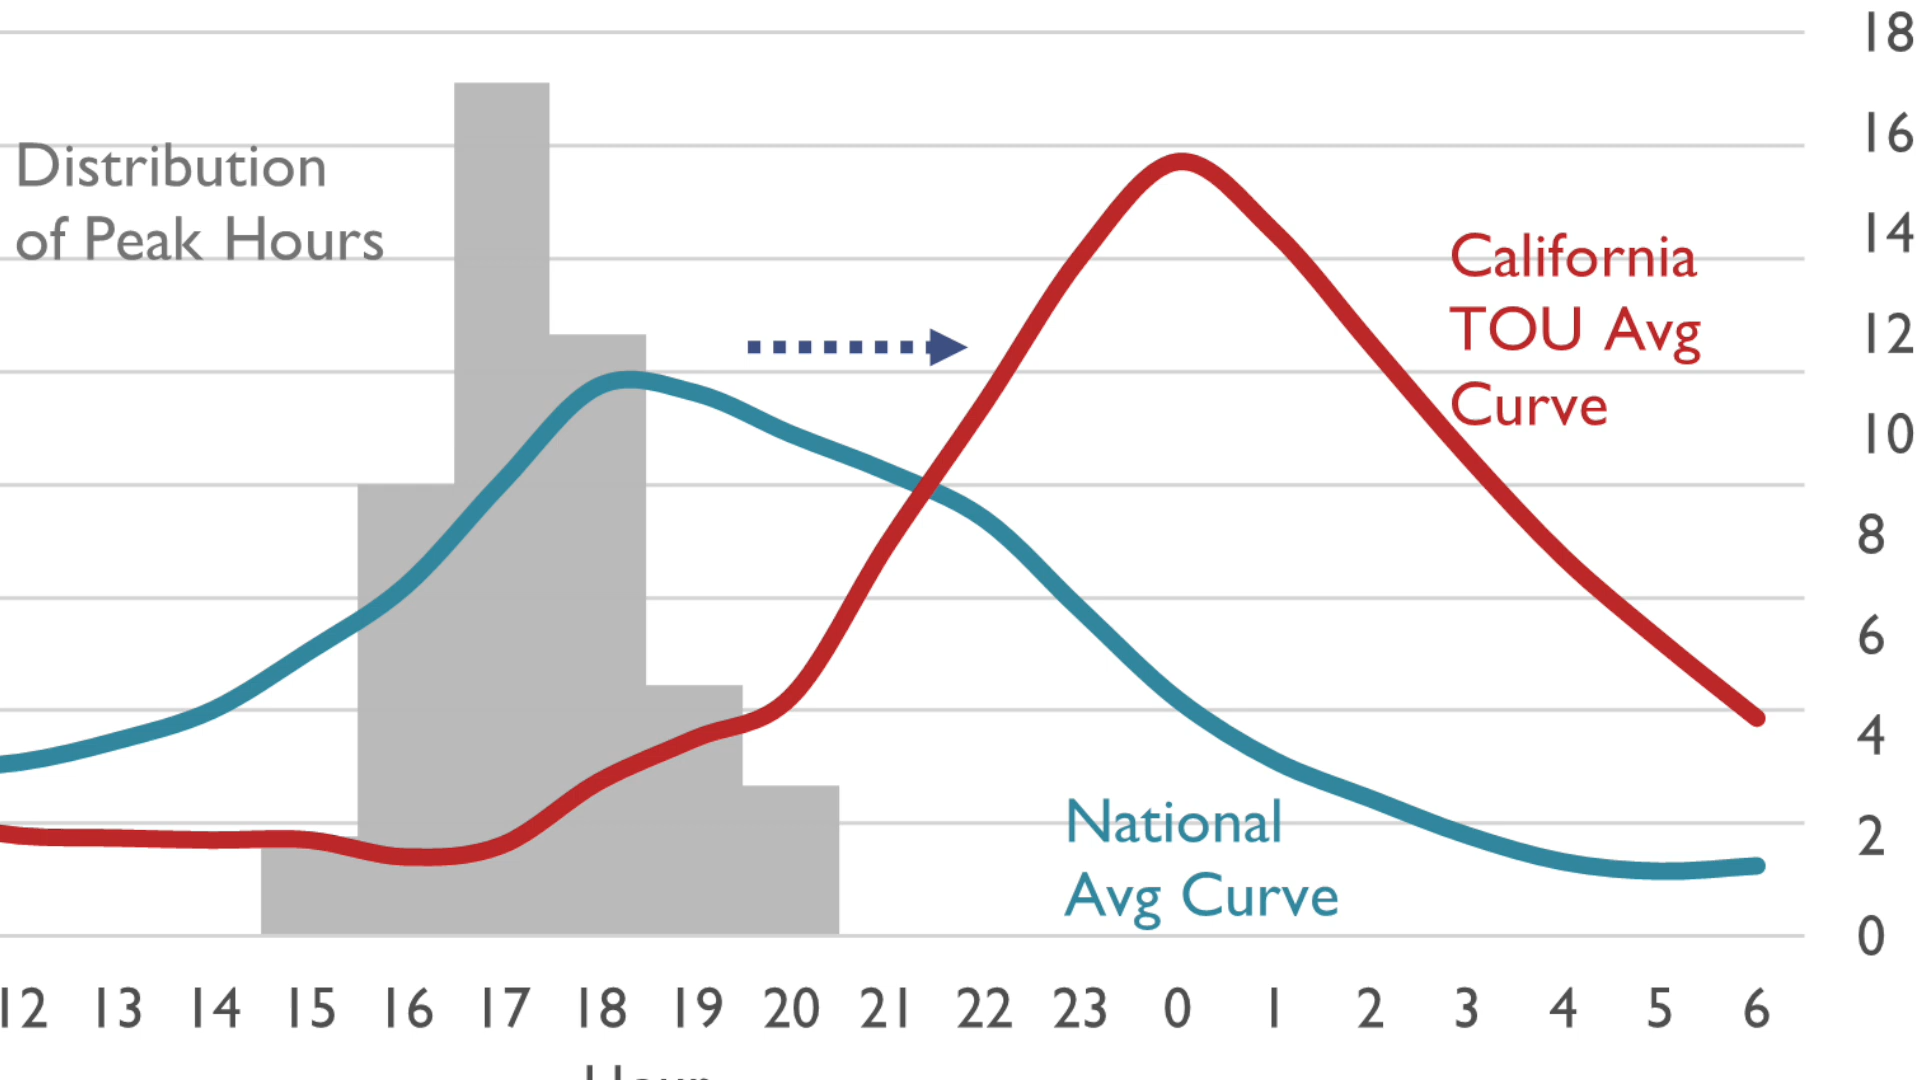 18
16
14
12
10
8
6
4
2
0
Distribution
of Peak Hours
California
TOU Avg
Curve
National
Avg Curve
12 13 14 15 16 17 18 19 20 21 22 23 0 1 2 3 4 5 6
Hour